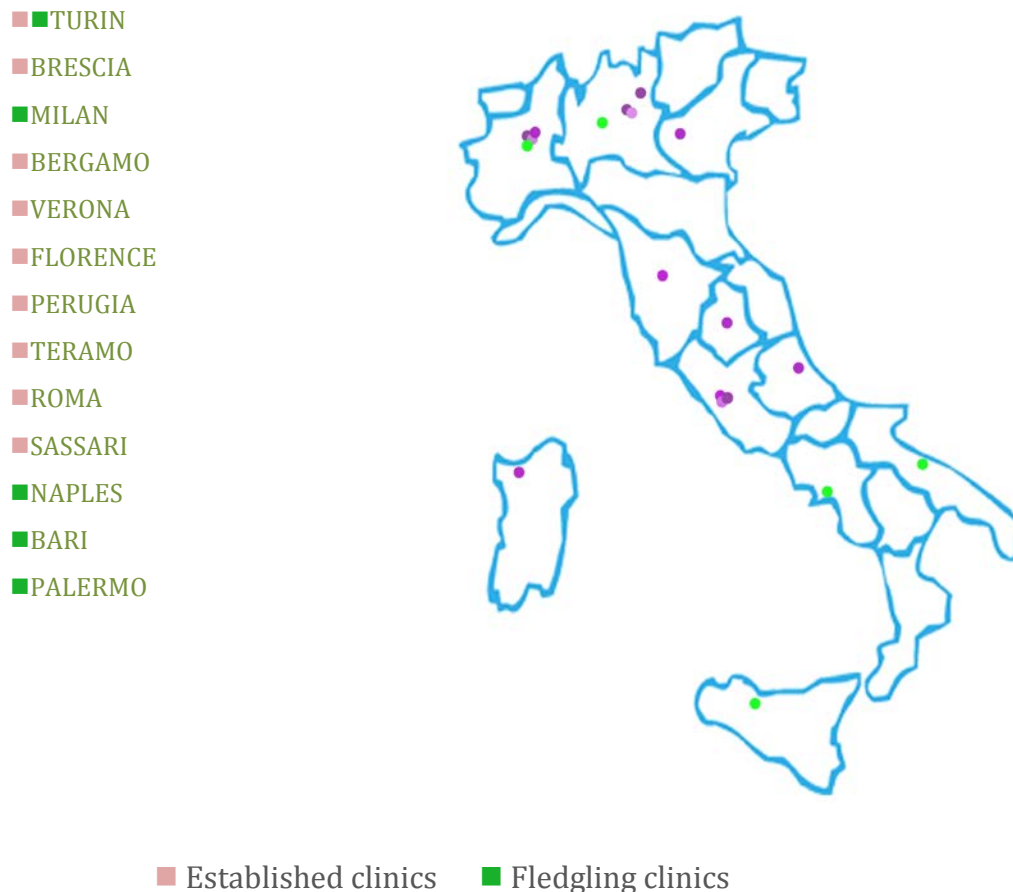 TURIN
BRESCIA
MILAN
BERGAMO
VERONA
FLORENCE
PERUGIA
TERAMO
ROMA
SASSARI
NAPLES
BARI
PALERMO
Established clinics Fledgling clinics